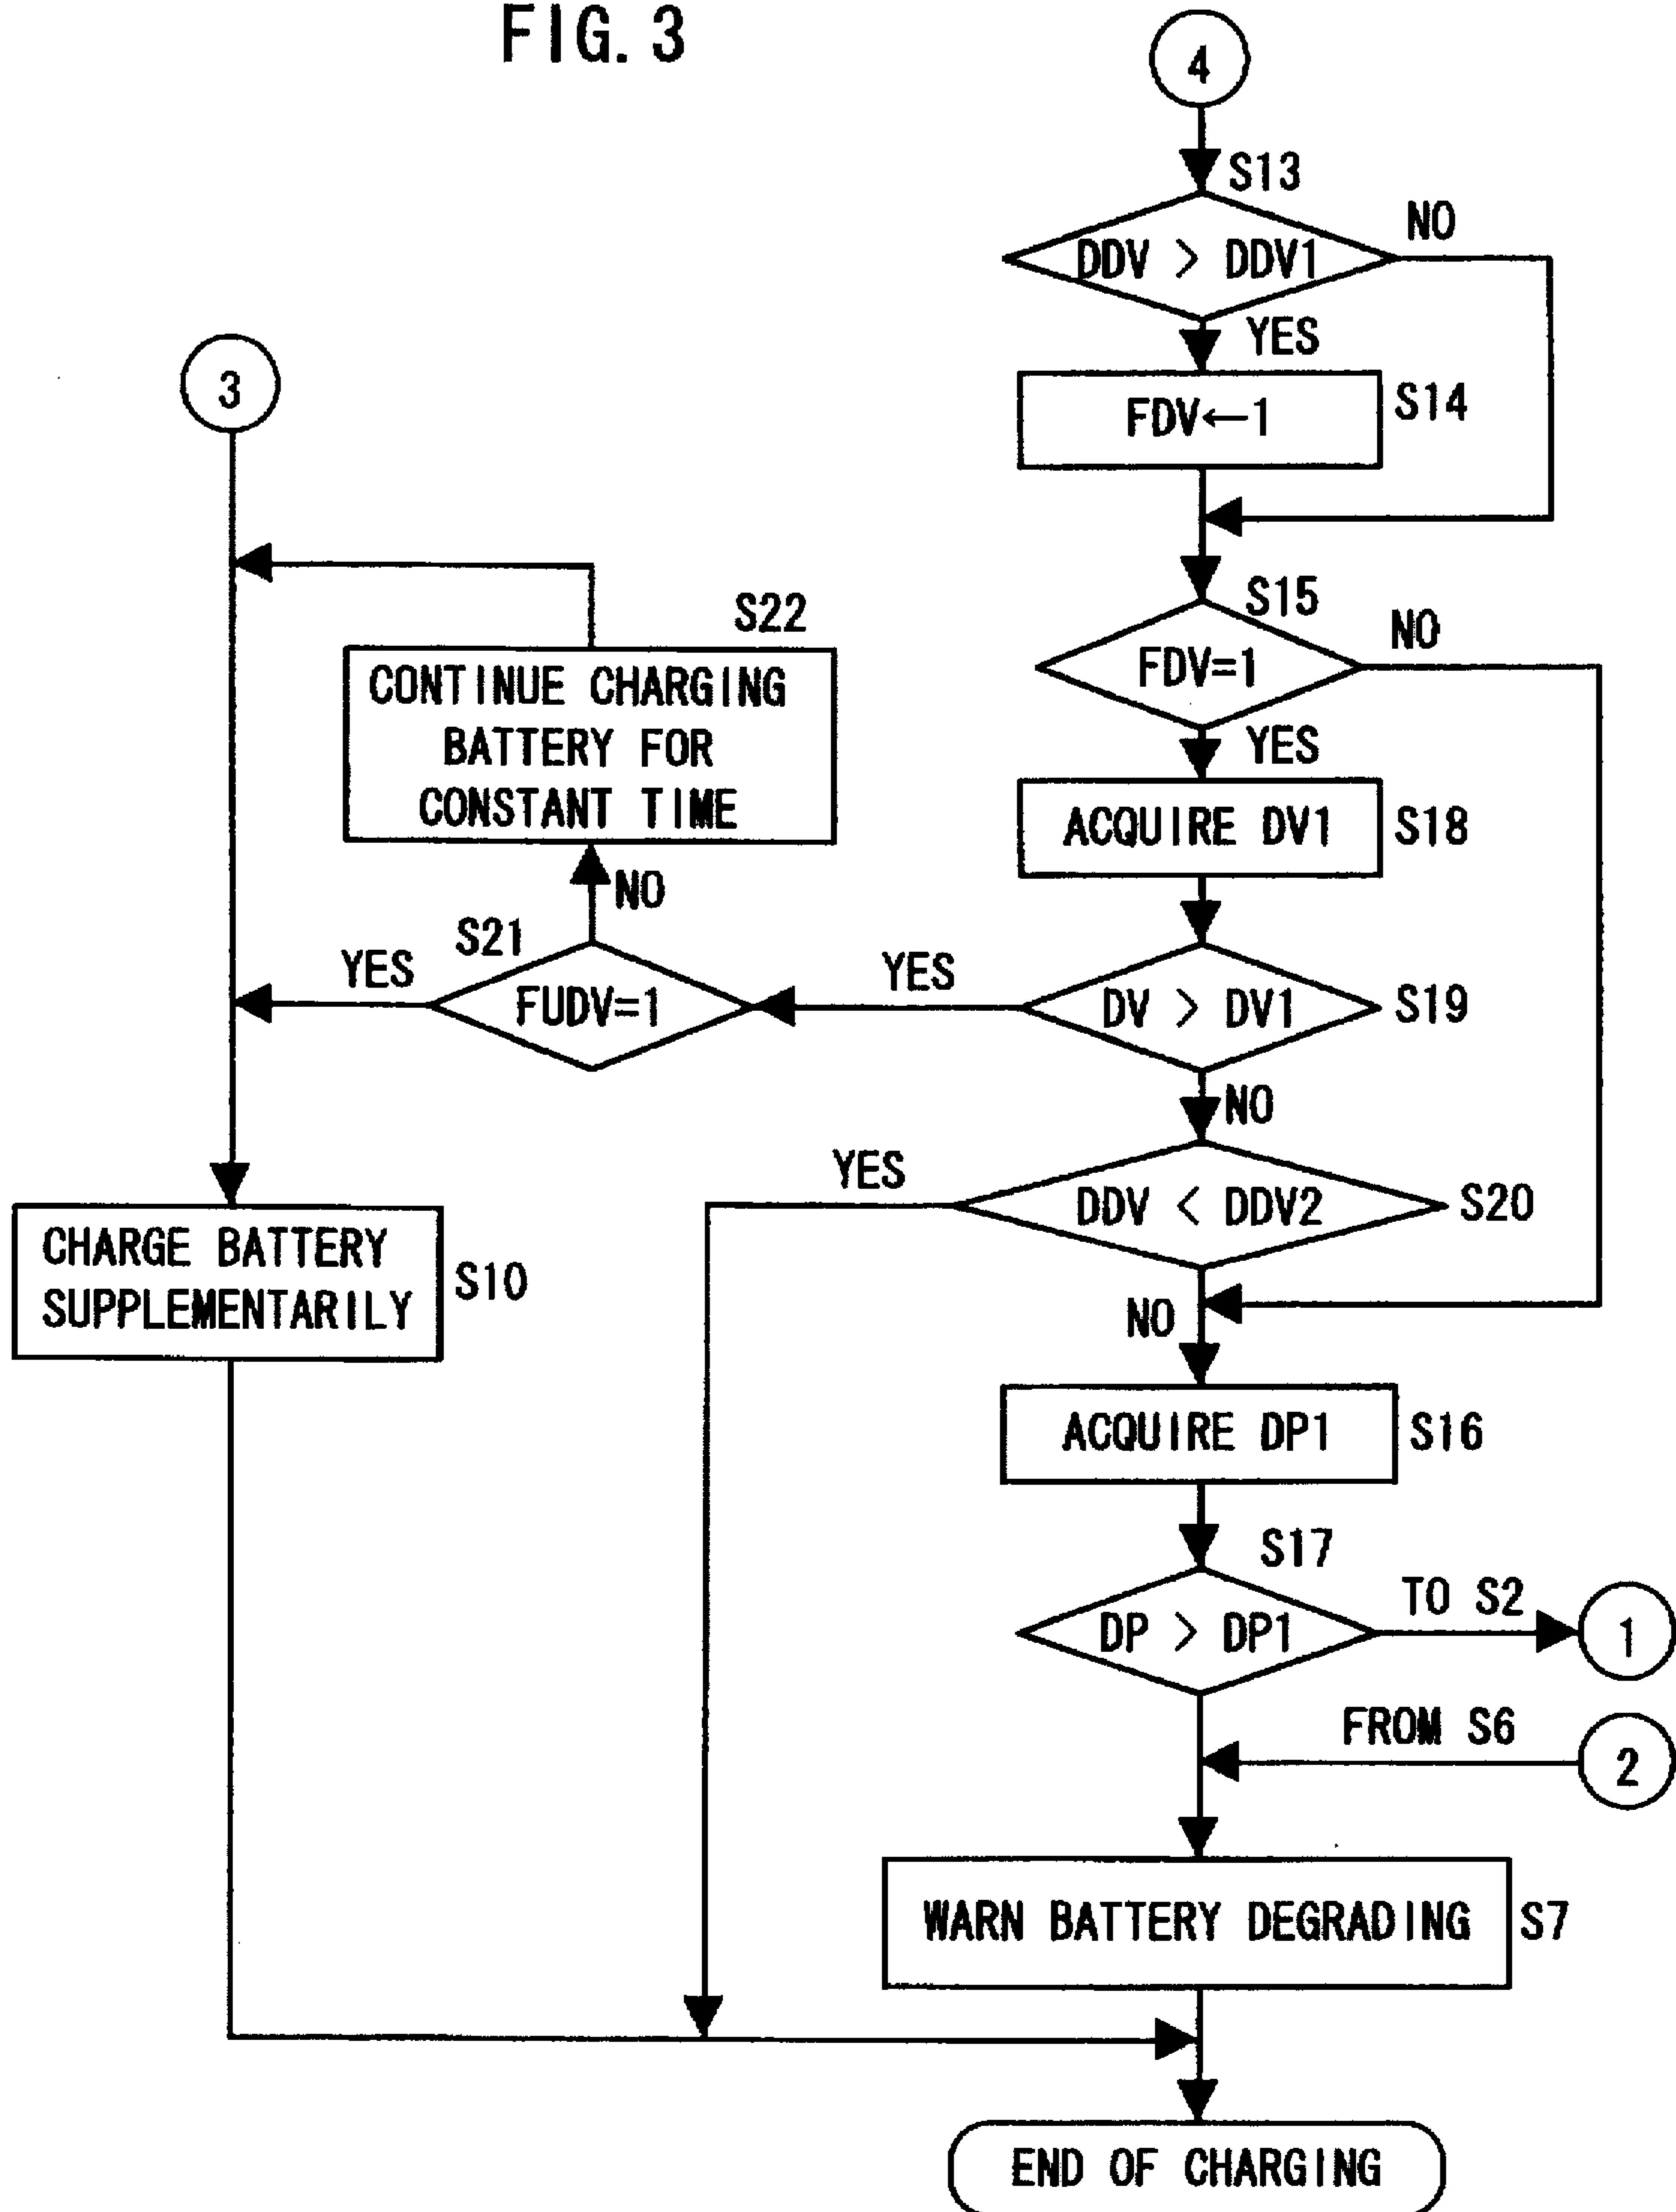 FIG. 3
4
S13
NO
DDV > DDV1
YES
3
FDV←1
S14
S22
S15
NO
CONTINUE CHARGING
BATTERY FOR
CONSTANT TIME
FDV=1
YES
ACQUIRE DV1
S18
NO
S21
YES
FUDV=1
YES
DV > DV1
S19
NO
YES
DDV < DDV2
S20
CHARGE BATTERY
SUPPLEMENTARILY
S10
NO
ACQUIRE DP1
S16
S17
DP > DP1
TO S2
1
FROM S6
2
WARN BATTERY DEGRADING
S7
END OF CHARGING